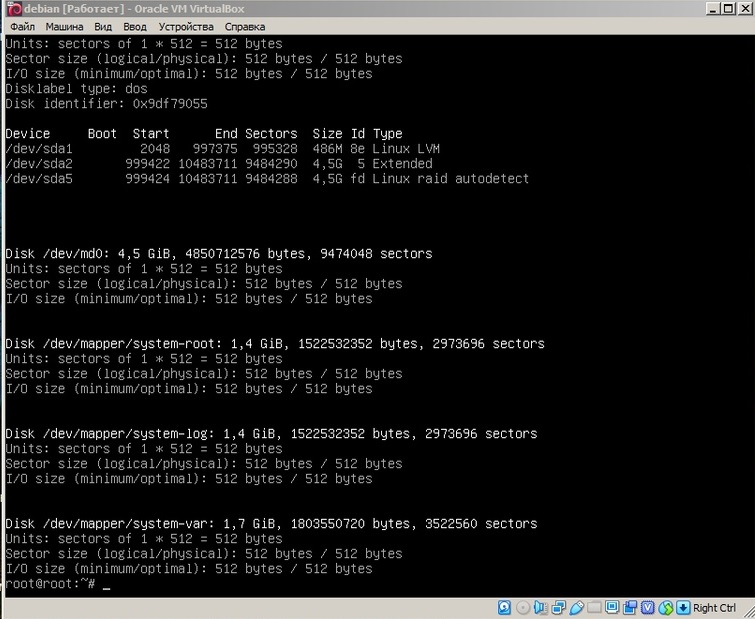 debian [Работает] - Oracle VM VirtualBox
Файл Машина Вид Ввод Устройства Справка
Units: sectors of 1 * 512 = 512 bytes
Sector size (logical/physical): 512 bytes / 512 bytes
I/O size (minimum/optimal): 512 bytes / 512 bytes
Disklabel type: dos
Disk identifier: 0x9df79055
Device Boot Start End Sectors Size Id Type
/dev/sda1 2048 997375 995328 486M 8e Linux LVM
/dev/sda2 999422 10483711 9484290 4,5G 5 Extended
/dev/sda5 999424 10483711 9484288 4,5G fd Linux raid autodetect
Disk /dev/md0: 4,5 GiB, 4850712576 bytes, 9474048 sectors
Units: sectors of 1 * 512 = 512 bytes
Sector size (logical/physical): 512 bytes / 512 bytes
I/O size (minimum/optimal): 512 bytes / 512 bytes
Disk /dev/mapper/system-root: 1,4 GiB, 1522532352 bytes, 2973696 sectors
Units: sectors of 1 * 512 = 512 bytes
Sector size (logical/physical): 512 bytes / 512 bytes
I/O size (minimum/optimal): 512 bytes / 512 bytes
Disk /dev/mapper/system-log: 1,4 GiB, 1522532352 bytes, 2973696 sectors
Units: sectors of 1 * 512 = 512 bytes
Sector size (logical/physical): 512 bytes / 512 bytes
I/O size (minimum/optimal): 512 bytes / 512 bytes
Disk /dev/mapper/system-var: 1,7 GiB, 1803550720 bytes, 3522560 sectors
Units: sectors of 1 * 512 = 512 bytes
Sector size (logical/physical): 512 bytes / 512 bytes
I/O size (minimum/optimal): 512 bytes / 512 bytes
root@root:~# _
Right Ctrl